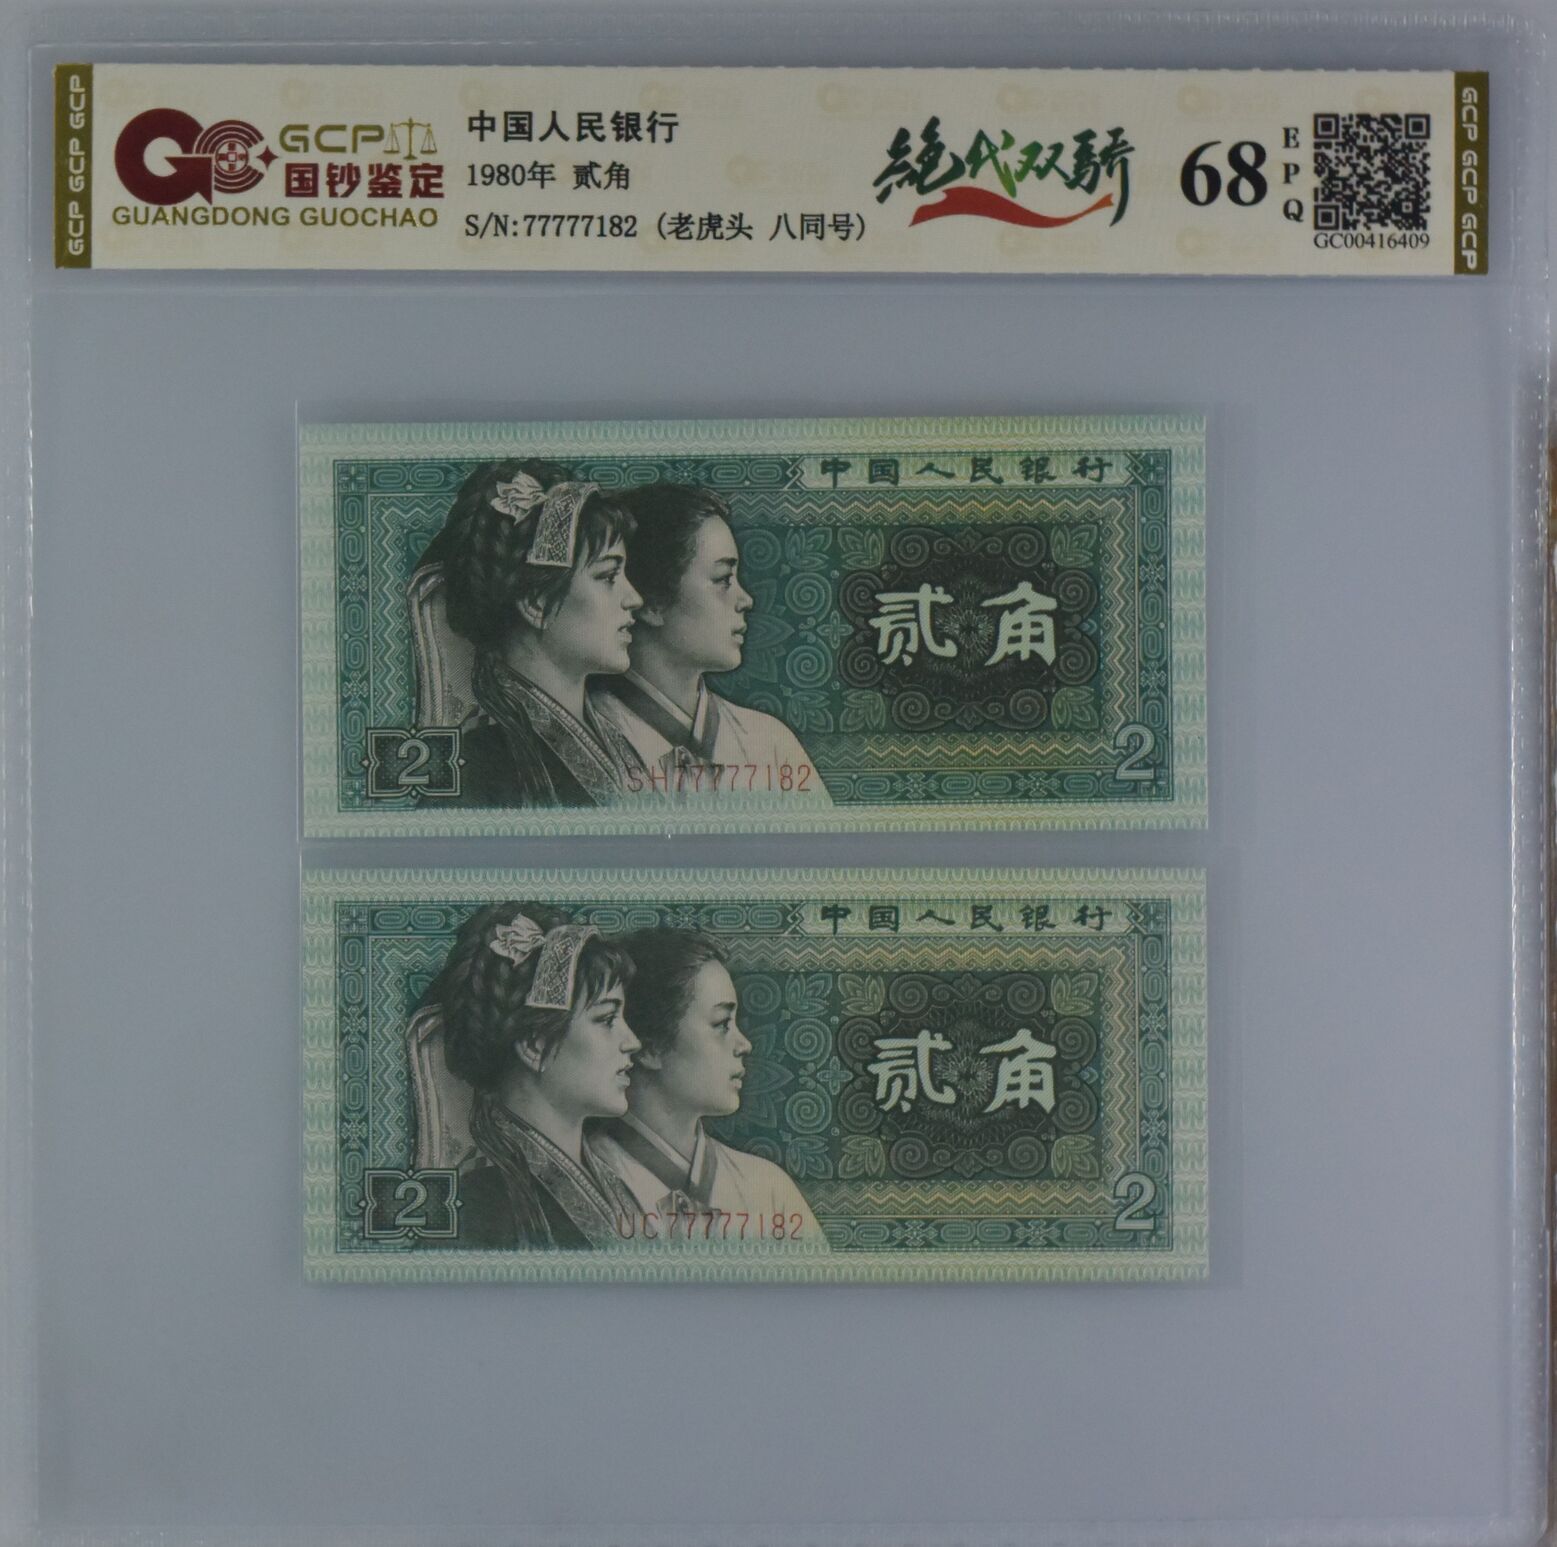 GCP GCP GCP
GCP
国钞鉴定
GUANGDONG GUOCHAO
中国人民银行
1980年 贰角
S/N:77777182 (老虎头 八同号)
絕代双骄
68
EPQ
GC00416409
GCP GCP GCP
中国人民银行
贰角
2
2
SH77777182
中国人民银行
贰角
2
2
UC77777182